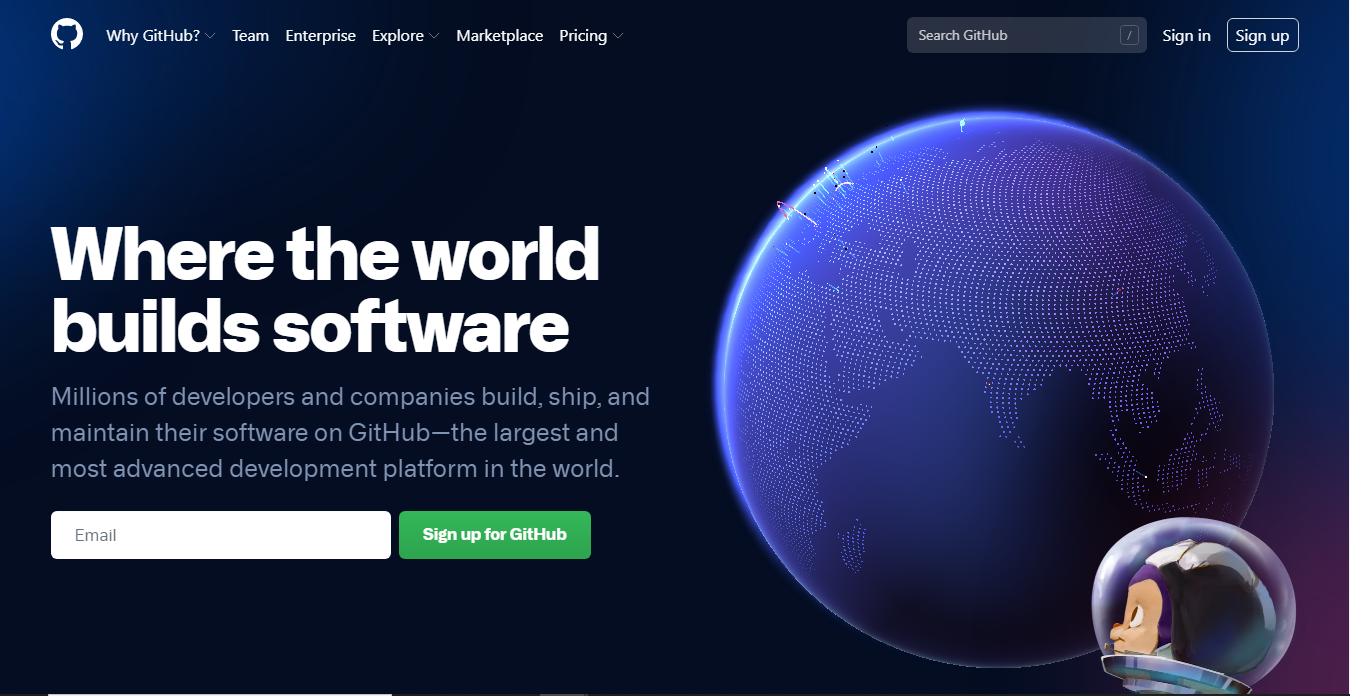 Why GitHub?
Team
Enterprise
Explore
Marketplace
Pricing
Search GitHub
/
Sign in
Sign up
Where the world
builds software
Millions of developers and companies build, ship, and
maintain their software on GitHub—the largest and
most advanced development platform in the world.
Email
Sign up for GitHub